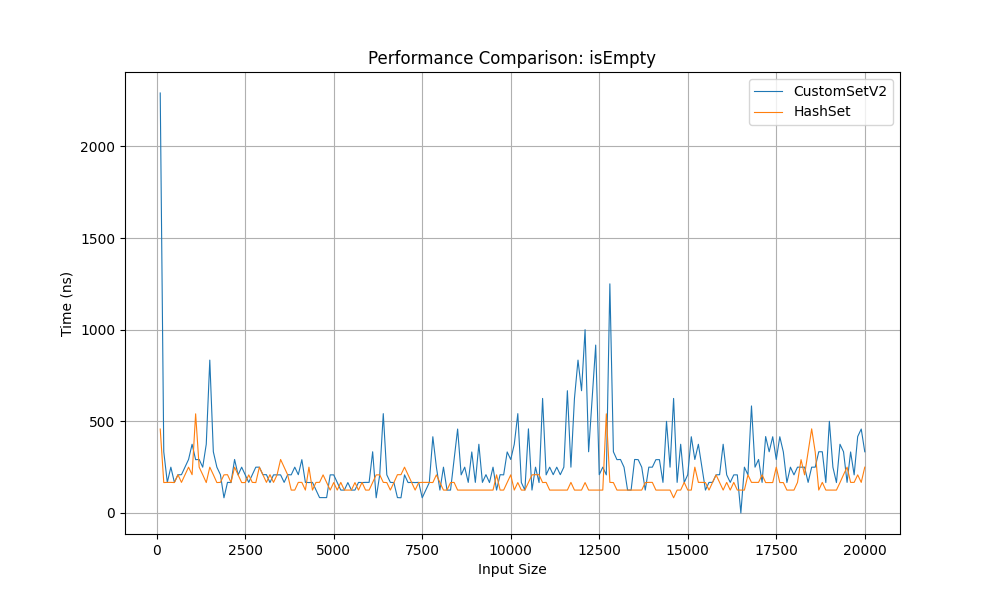 Performance Comparison: isEmpty
CustomSetV2
HashSet
Time (ns)
2000
1500
1000
500
0
0 2500 5000 7500 10000 12500 15000 17500 20000
Input Size